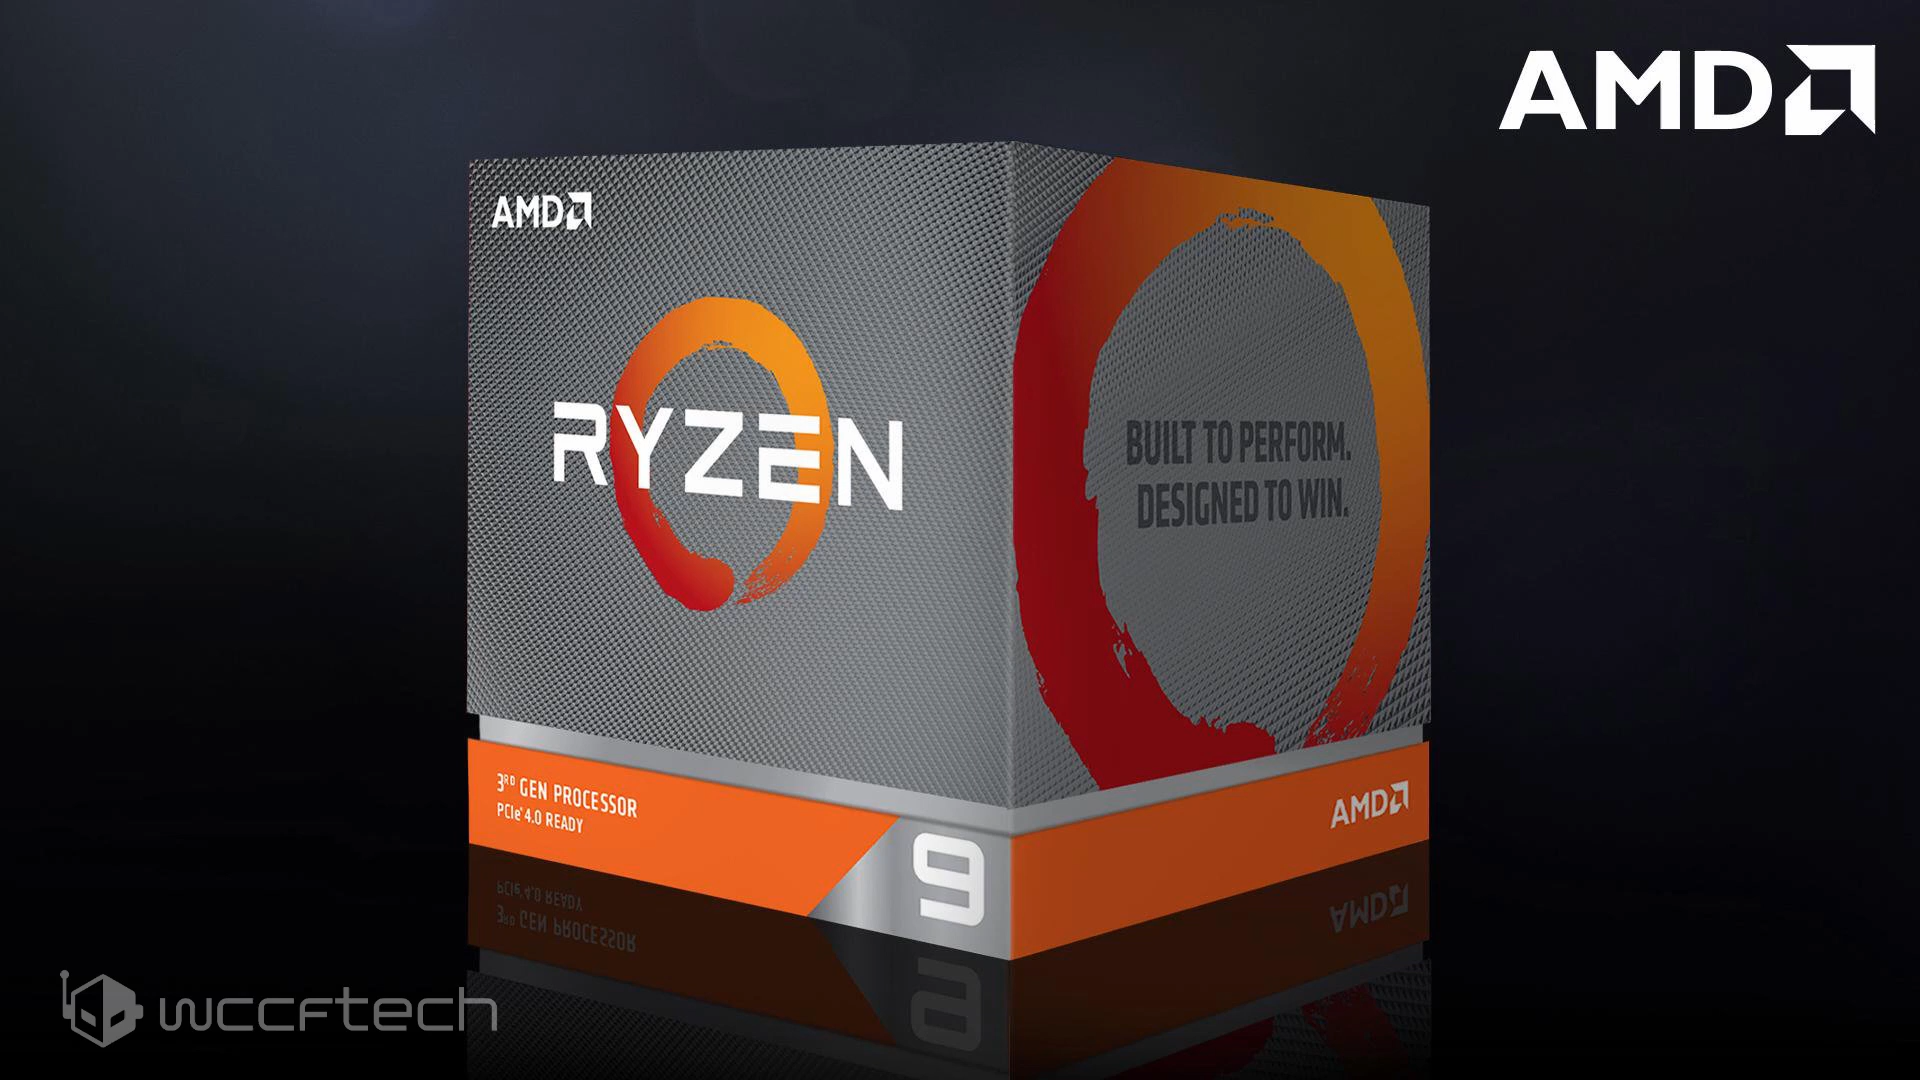 AMD
AMD
RYZEN
BUILT TO PERFORM.
DESIGNED TO WIN.
3RD GEN PROCESSOR
PCIe® 4.0 READY
9
AMD
wccftech